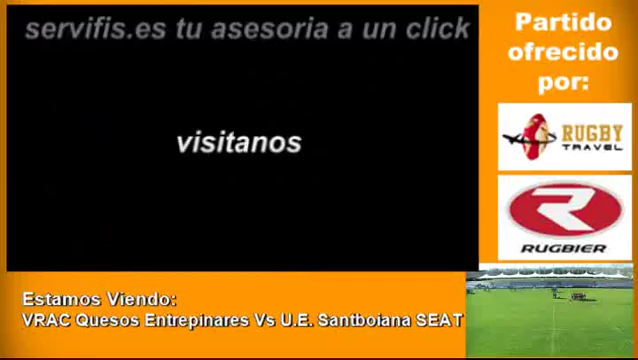 servifis.es tu asesoria a un click
visitanos
Partido
ofrecido
por:
RUGBY
TRAVEL
R
RUGBIER
Estamos Viendo:
VRAC Quesos Entrepinares Vs U.E. Santboiana SEAT